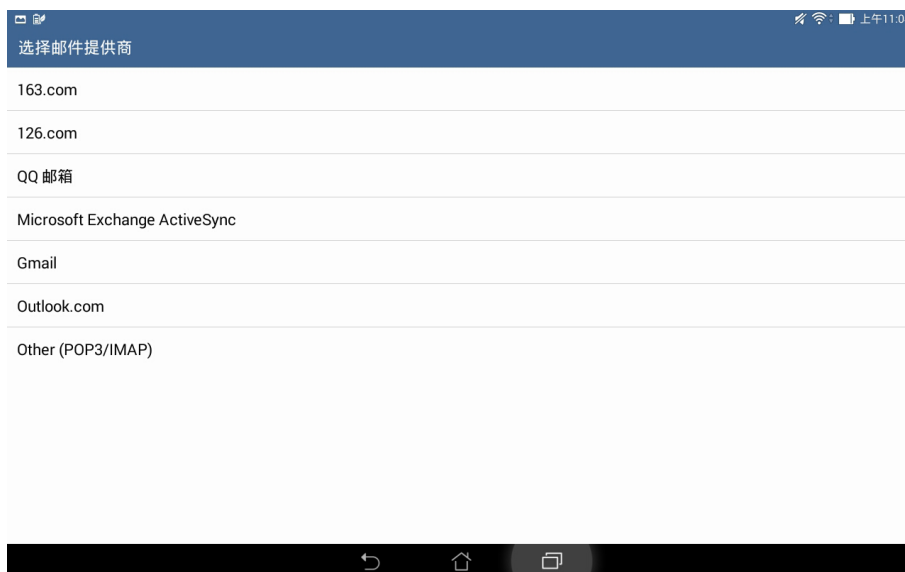 上午11:0
选择邮件提供商
163.com
126.com
QQ 邮箱
Microsoft Exchange ActiveSync
Gmail
Outlook.com
Other (POP3/IMAP)